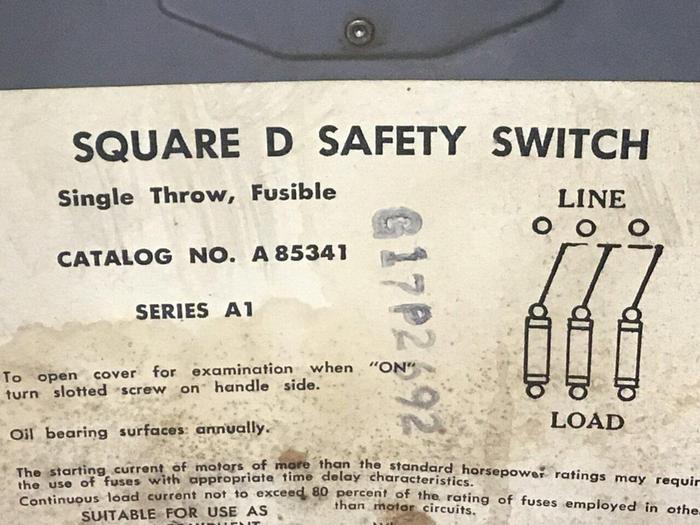 SQUARE D SAFETY SWITCH
Single Throw, Fusible
CATALOG NO. A 85341
SERIES A1
LINE
LOAD
G17P2692
To open cover for examination when "ON",
turn slotted screw on handle side.
Oil bearing surfaces annually.
The starting current of motors of more than the standard horsepower ratings may requir
the use of fuses with appropriate time delay characteristics.
Continuous load current not to exceed 80 percent of the rating of fuses employed in othe
than motor circuits.
SUITABLE FOR USE AS